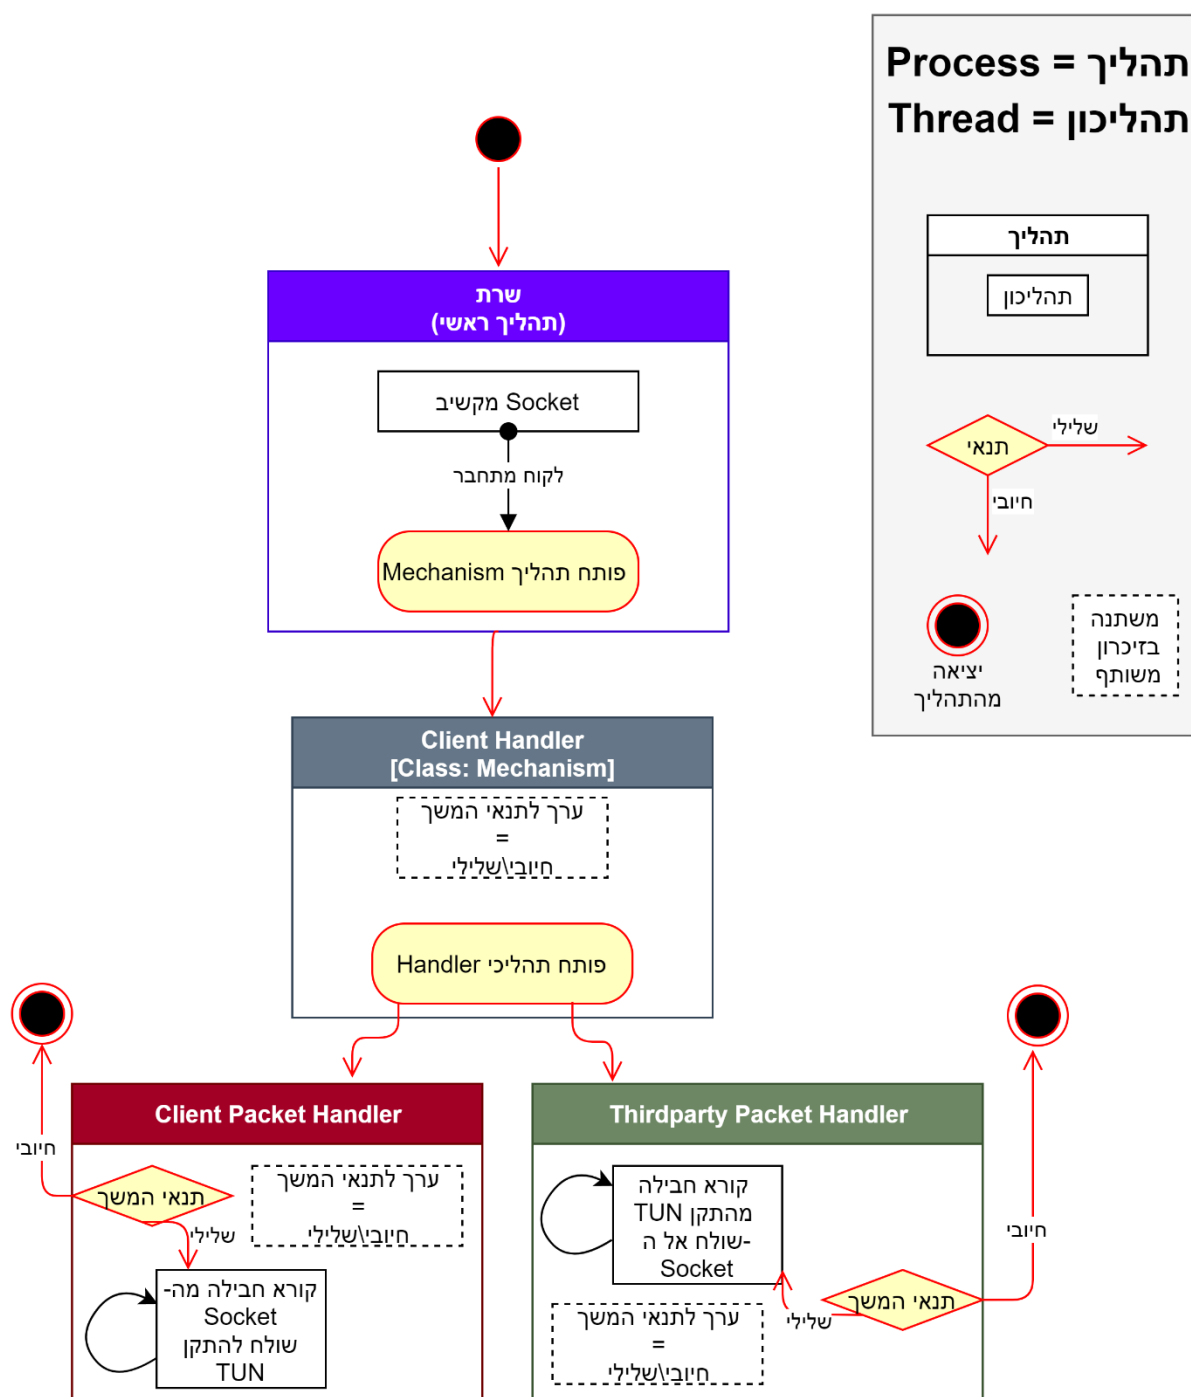 תהליך = Process
תהליכון = Thread
תהליך
תהליכון
תנאי
שלילי
חיובי
יציאה
מהתהליך
משתנה
בזיכרון
משותף
שרת
(תהליך ראשי)
Socket מקשיב
לקוח מתחבר
פותח תהליך Mechanism
Client Handler
[Class: Mechanism]
ערך לתנאי המשך
=
חיובי\שלילי
פותח תהליכי Handler
Client Packet Handler
חיובי
תנאי המשך
שלילי
ערך לתנאי המשך
=
חיובי\שלילי
קורא חבילה מה-
Socket
שולח להתקן
TUN
Thirdparty Packet Handler
קורא חבילה
מהתקן TUN
שולח אל ה-
Socket
חיובי
תנאי המשך
שלילי
ערך לתנאי המשך
=
חיובי\שלילי